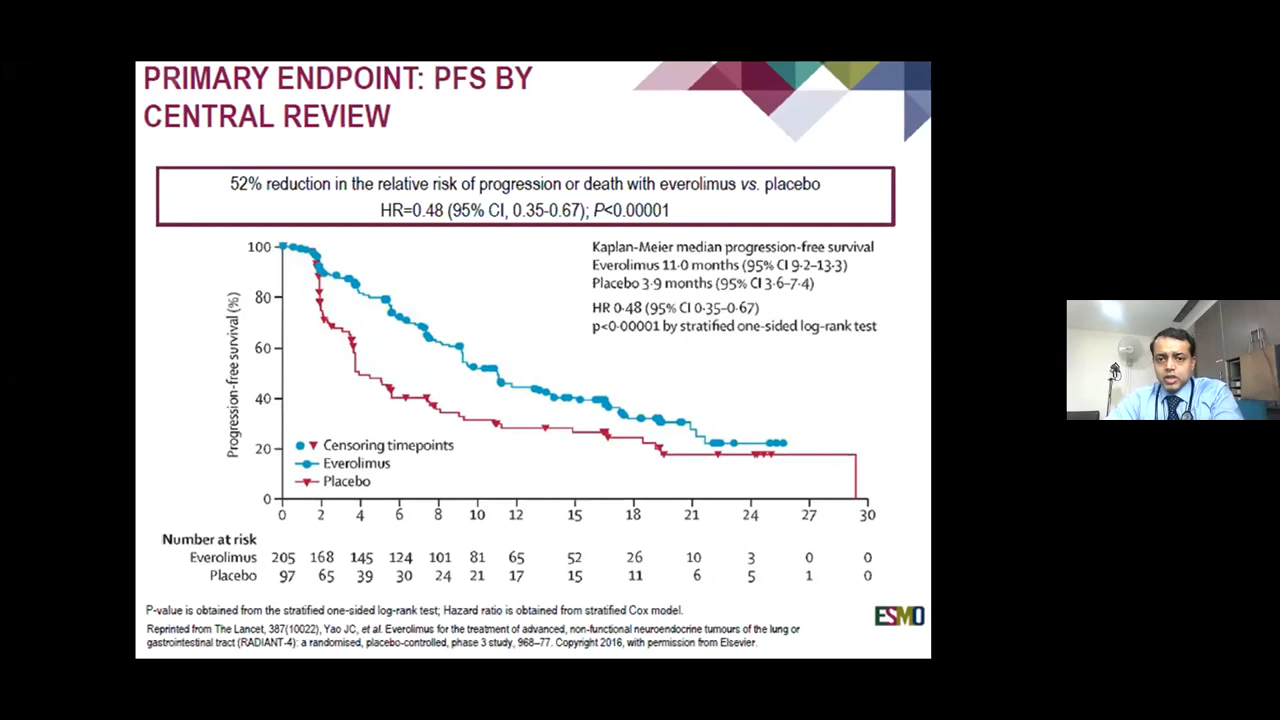 PRIMARY ENDPOINT: PFS BY
CENTRAL REVIEW
52% reduction in the relative risk of progression or death with everolimus vs. placebo
HR=0.48 (95% CI, 0.35-0.67); P<0.00001
Kaplan-Meier median progression-free survival
Everolimus 11·0 months (95% CI 9·2–13·3)
Placebo 3·9 months (95% CI 3·6–7·4)
HR 0·48 (95% CI 0·35–0·67)
p<0·00001 by stratified one-sided log-rank test
Progression-free survival (%)
100
80
60
40
20
0
Censoring timepoints
Everolimus
Placebo
0 2 4 6 8 10 12 15 18 21 24 27 30
Number at risk
Everolimus 205 168 145 124 101 81 65 52 26 10 3 0 0
Placebo 97 65 39 30 24 21 17 15 11 6 5 1 0
P-value is obtained from the stratified one-sided log-rank test; Hazard ratio is obtained from stratified Cox model.
Reprinted from The Lancet, 387(10022), Yao JC, et al. Everolimus for the treatment of advanced, non-functional neuroendocrine tumours of the lung or
gastrointestinal tract (RADIANT-4): a randomised, placebo-controlled, phase 3 study, 968–77. Copyright 2016, with permission from Elsevier.
ESMO